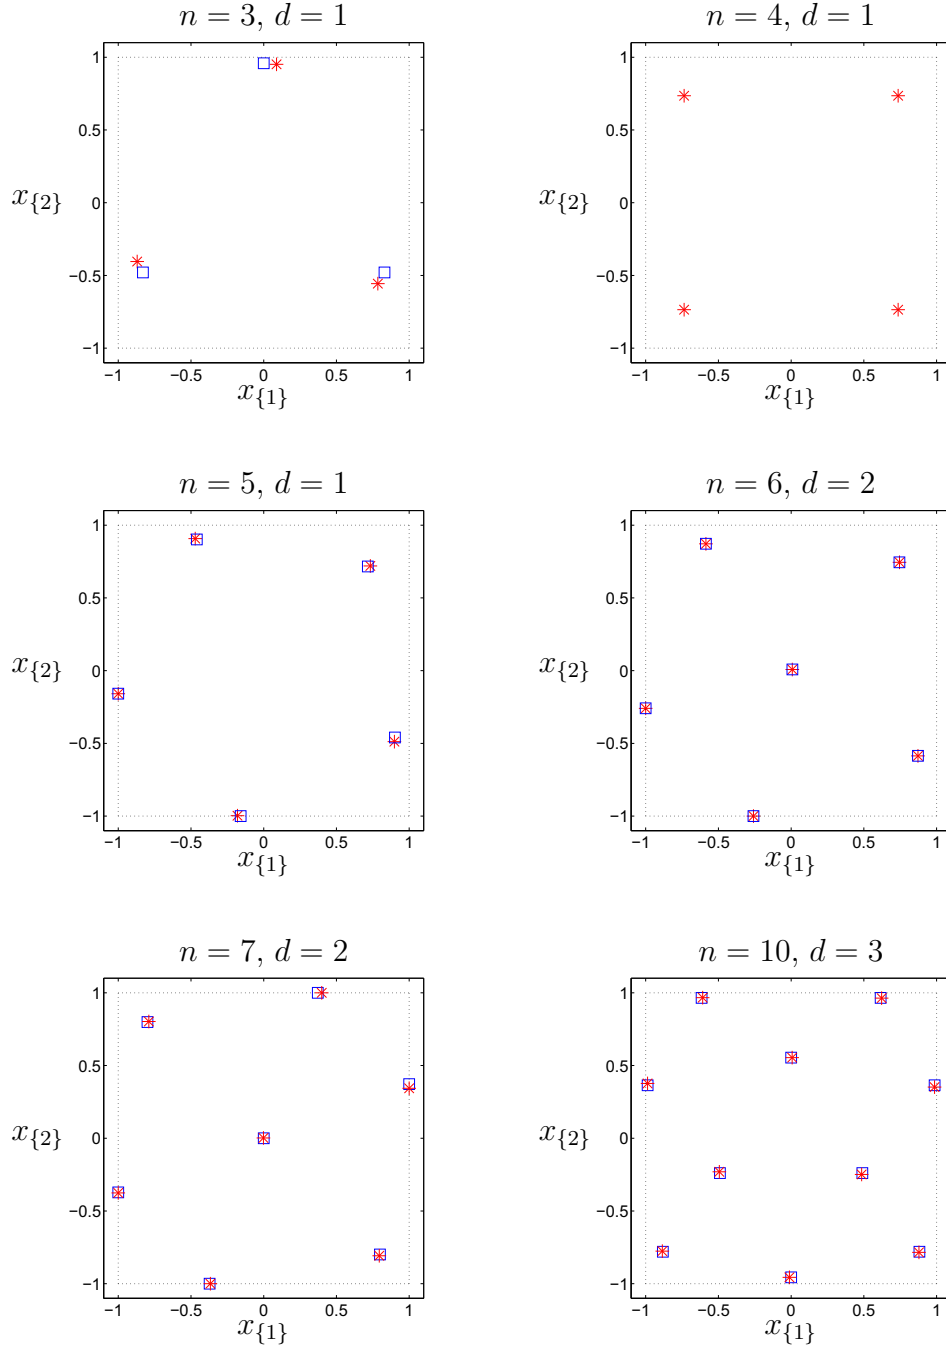 n = 3, d = 1
1
0.5
0
−0.5
−1
x{2}
−1 −0.5 0 0.5 1
x{1}
n = 4, d = 1
1
0.5
0
−0.5
−1
x{2}
−1 −0.5 0 0.5 1
x{1}
n = 5, d = 1
1
0.5
0
−0.5
−1
x{2}
−1 −0.5 0 0.5 1
x{1}
n = 6, d = 2
1
0.5
0
−0.5
−1
x{2}
−1 −0.5 0 0.5 1
x{1}
n = 7, d = 2
1
0.5
0
−0.5
−1
x{2}
−1 −0.5 0 0.5 1
x{1}
n = 10, d = 3
1
0.5
0
−0.5
−1
x{2}
−1 −0.5 0 0.5 1
x{1}